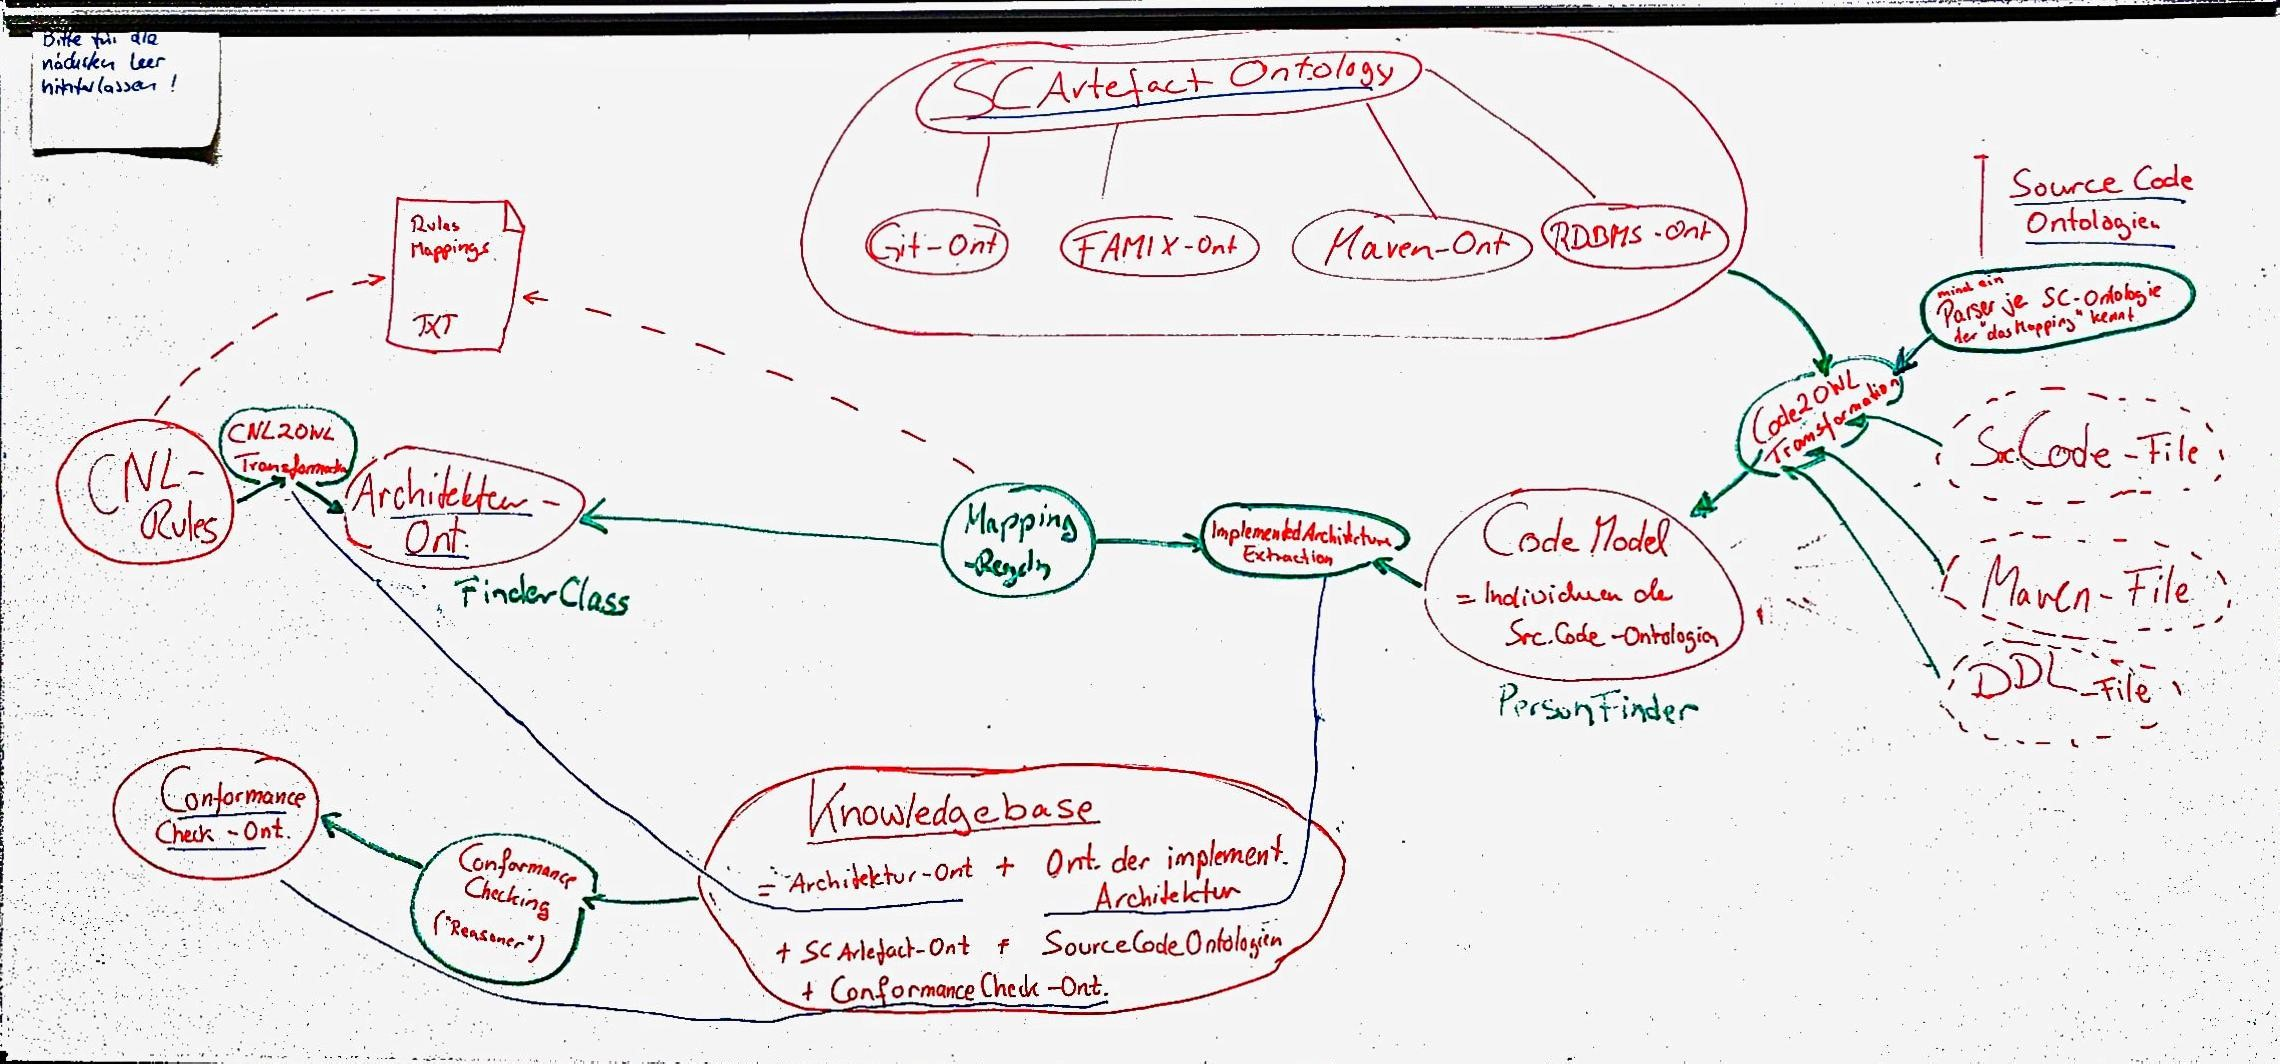 Bitte für die
nächsten leer
hinterlassen !
SC Artefact Ontology
Git-Ont
FAMIX-Ont
Maven-Ont
RDBMS-Ont
Source Code
Ontologien
mind. ein
Parser je SC-Ontologie
der "das Mapping" kennt
Rules
Mappings
TXT
CNL-
Rules
CNL2OWL
Transformation
Architektur-
Ont.
FinderClass
Mapping
-Regeln
Implemented Architecture
Extraction
Code2OWL
Transformation
Code Model
= Individuen de
Src.Code-Ontologien
PersonFinder
Src.Code-File
Maven-File
DDL-File
Conformance
Check-Ont.
Conformance
Checking
("Reasoner")
Knowledgebase
= Architektur-Ont + Ont. der implement.
Architektur
+ SC Artefact-Ont + SourceCode Ontologien
+ Conformance Check-Ont.